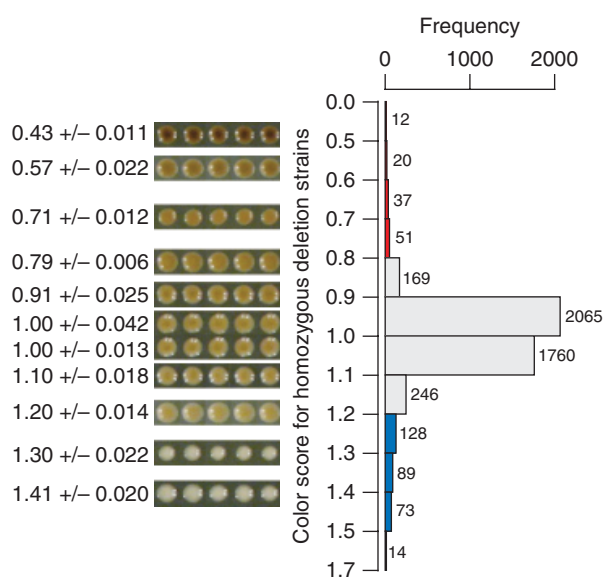 Frequency
0 1000 2000
0.43 +/– 0.011
0.57 +/– 0.022
0.71 +/– 0.012
0.79 +/– 0.006
0.91 +/– 0.025
1.00 +/– 0.042
1.00 +/– 0.013
1.10 +/– 0.018
1.20 +/– 0.014
1.30 +/– 0.022
1.41 +/– 0.020
Color score for homozygous deletion strains
0.0
0.5
0.6
0.7
0.8
0.9
1.0
1.1
1.2
1.3
1.4
1.5
1.7
12
20
37
51
169
2065
1760
246
128
89
73
14